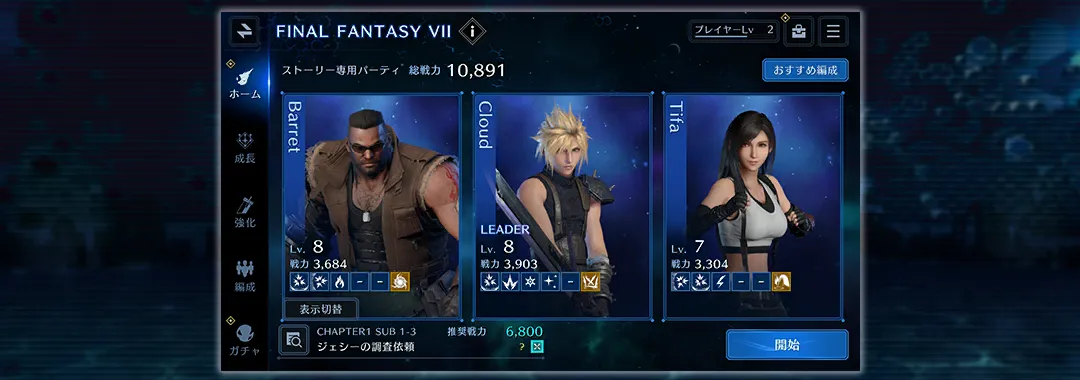 FINAL FANTASY VII i
プレイヤーLv 2
ストーリー専用パーティ 総戦力 10,891
おすすめ編成
ホーム
成長
強化
編成
ガチャ
Barret
Lv. 8
戦力 3,684
Cloud
LEADER
Lv. 8
戦力 3,903
Tifa
Lv. 7
戦力 3,304
表示切替
CHAPTER1 SUB 1-3 推奨戦力 6,800
ジェシーの調査依頼 ?
開始